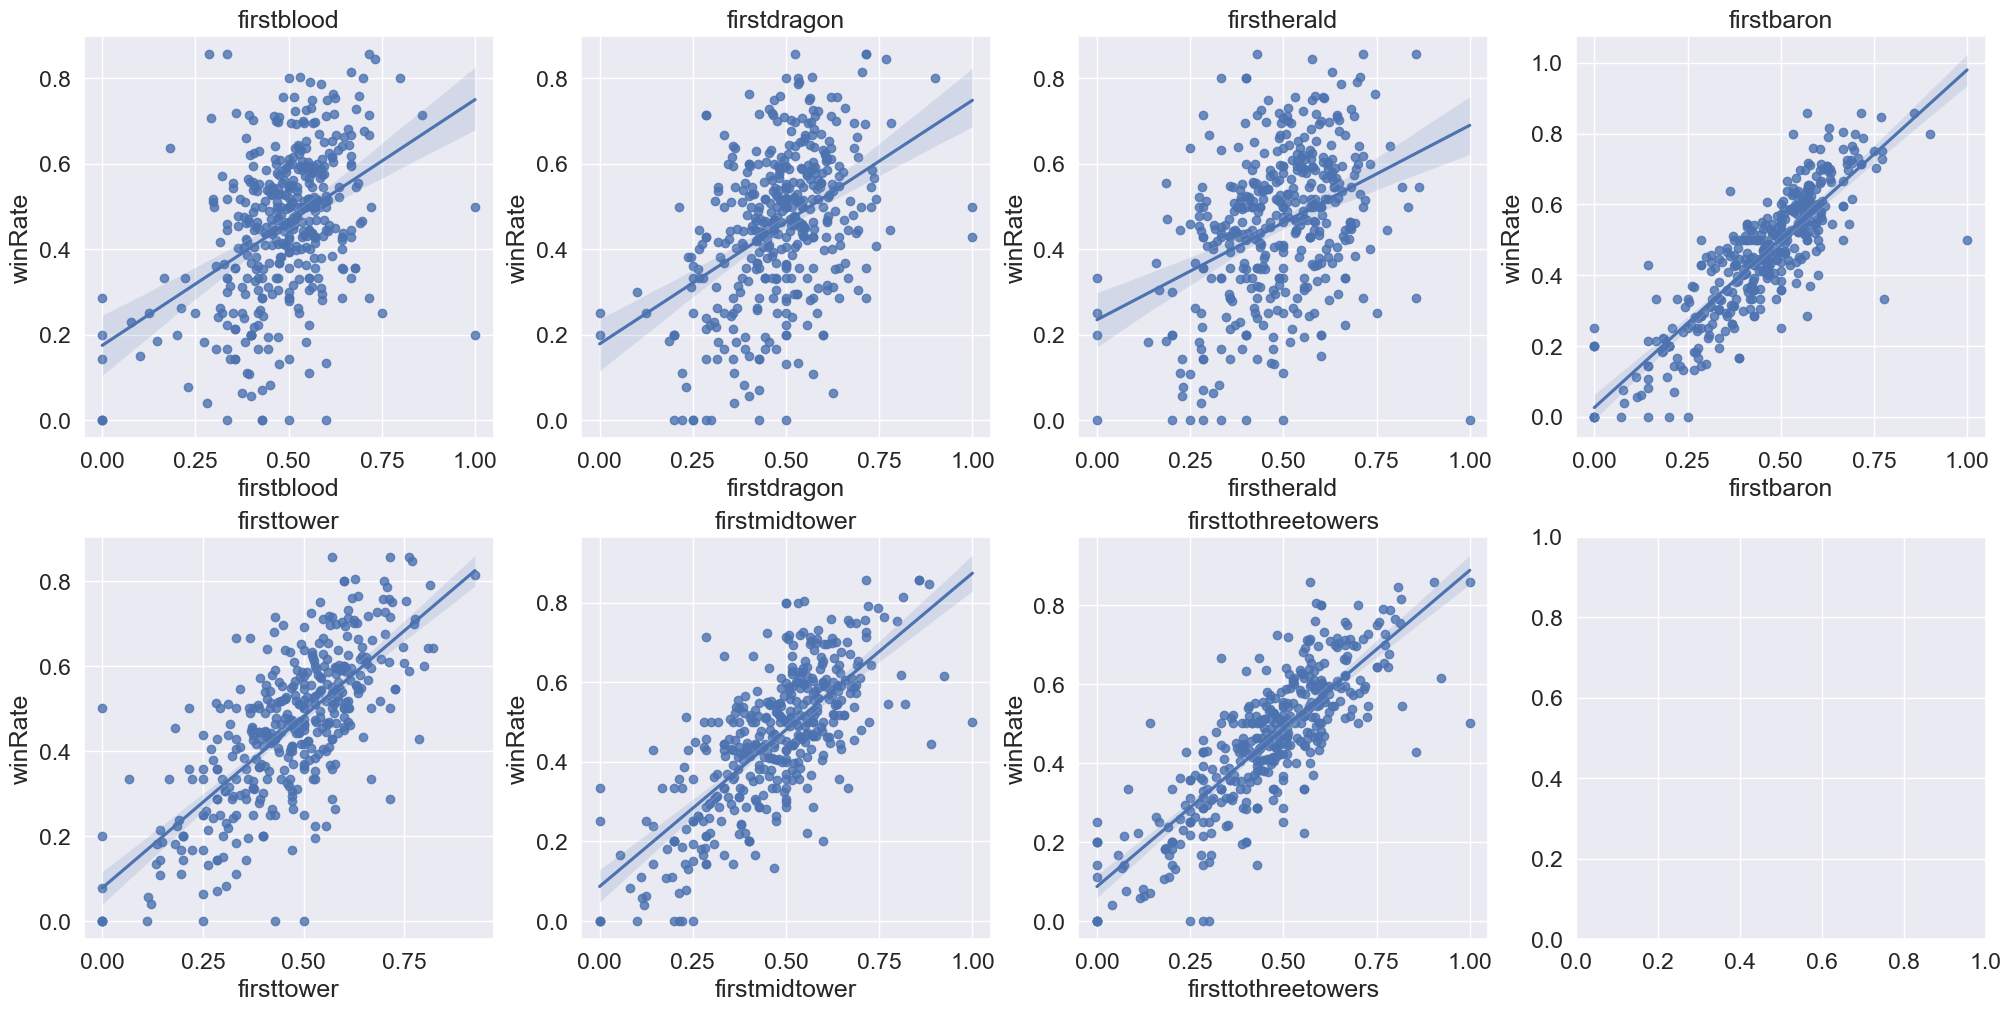 firstblood firstdragon firstherald firstbaron
winRate winRate winRate winRate
0.8 0.8 0.8 1.0
0.6 0.6 0.6 0.8
0.4 0.4 0.4 0.6
0.2 0.2 0.2 0.4
0.0 0.0 0.0 0.2
0.0
0.00 0.25 0.50 0.75 1.00 0.00 0.25 0.50 0.75 1.00 0.00 0.25 0.50 0.75 1.00 0.00 0.25 0.50 0.75 1.00
firstblood firstdragon firstherald firstbaron
firsttower firstmidtower firsttothreetowers
winRate winRate winRate
0.8 0.8 0.8 1.0
0.6 0.6 0.6 0.8
0.4 0.4 0.4 0.6
0.2 0.2 0.2 0.4
0.0 0.0 0.0 0.2
0.0
0.00 0.25 0.50 0.75 0.00 0.25 0.50 0.75 1.00 0.00 0.25 0.50 0.75 1.00 0.0 0.2 0.4 0.6 0.8 1.0
firsttower firstmidtower firsttothreetowers